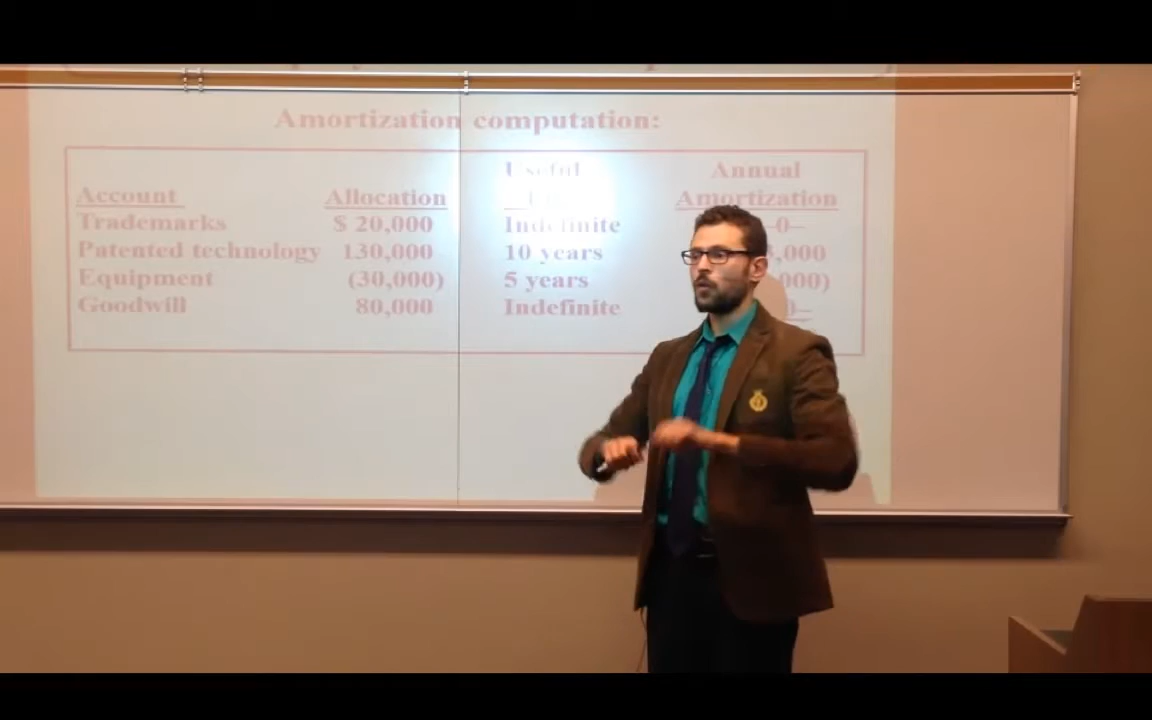 Amortization computation:
Useful Annual
Account Allocation Amortization
Trademarks $ 20,000 Indefinite –0–
Patented technology 130,000 10 years
Equipment (30,000) 5 years
Goodwill 80,000 Indefinite